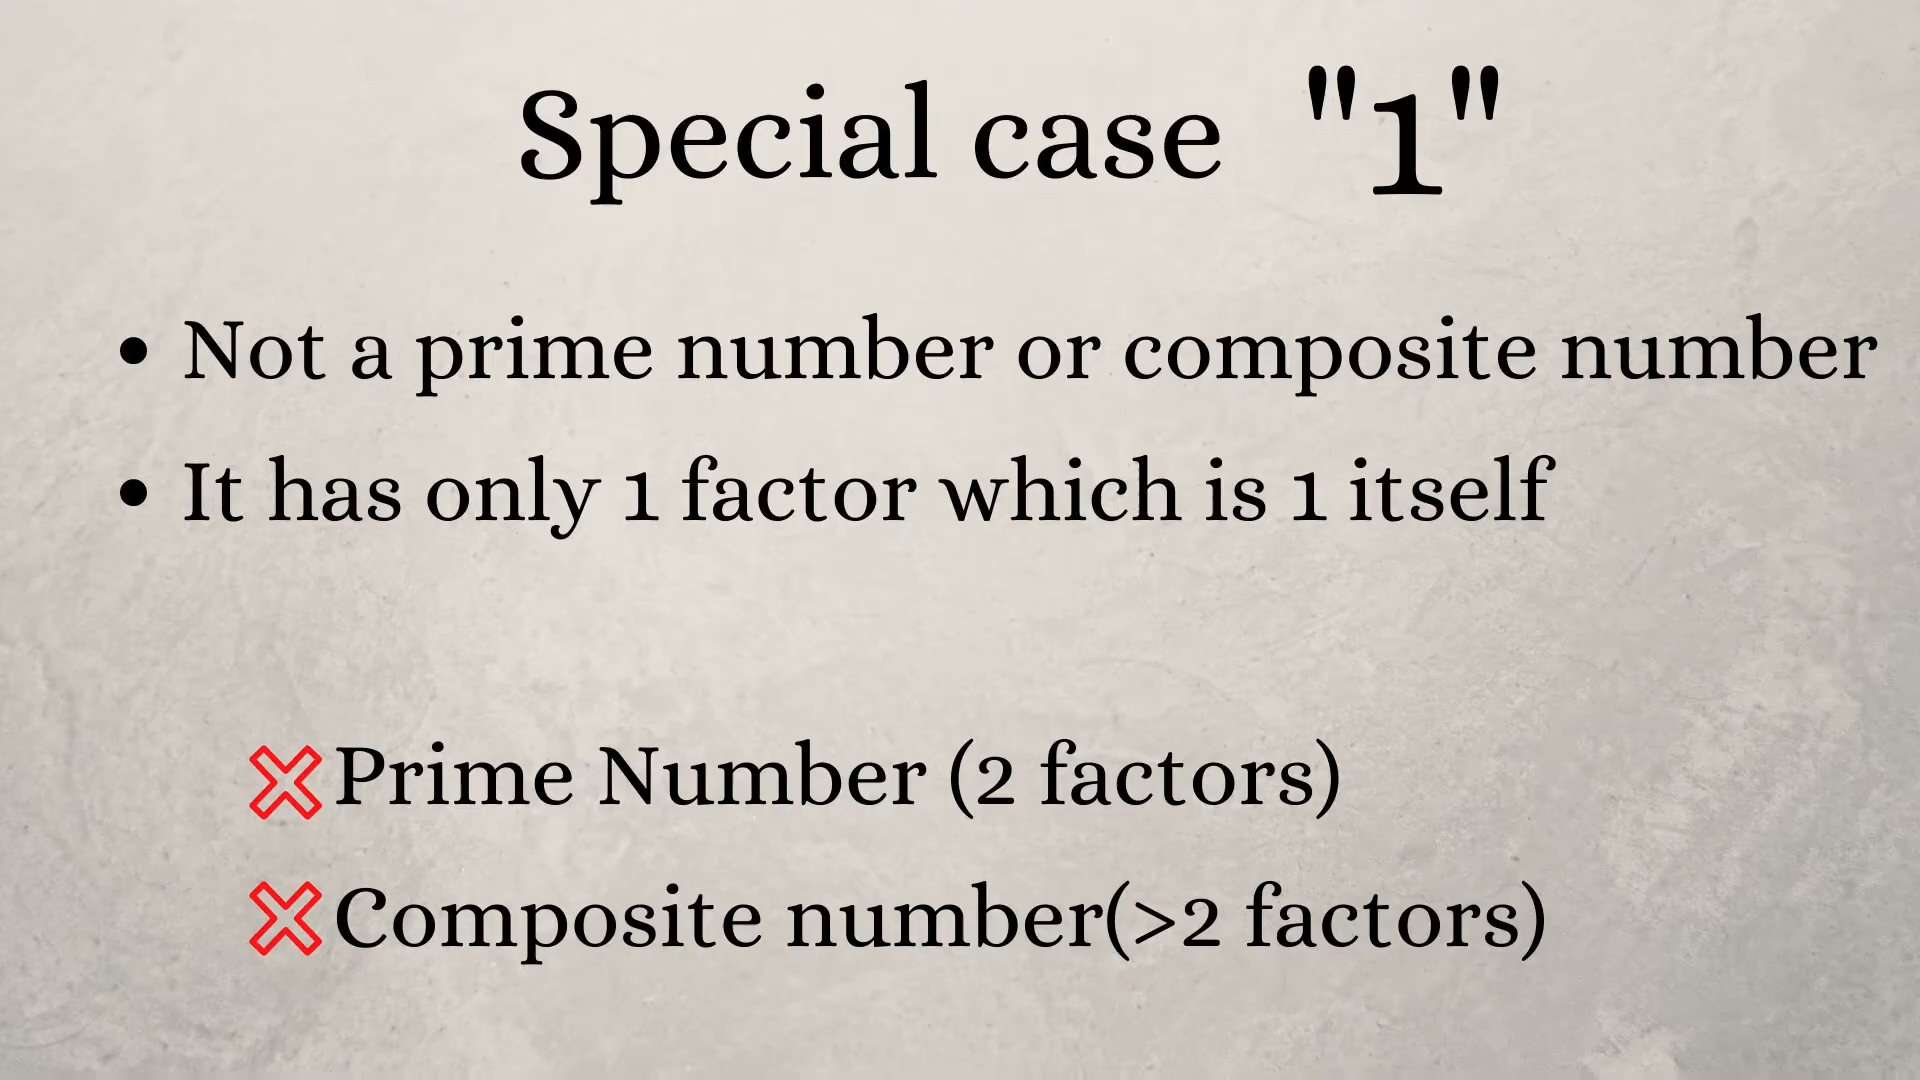 Special case "1"
Not a prime number or composite number
It has only 1 factor which is 1 itself
Prime Number (2 factors)
Composite number(>2 factors)